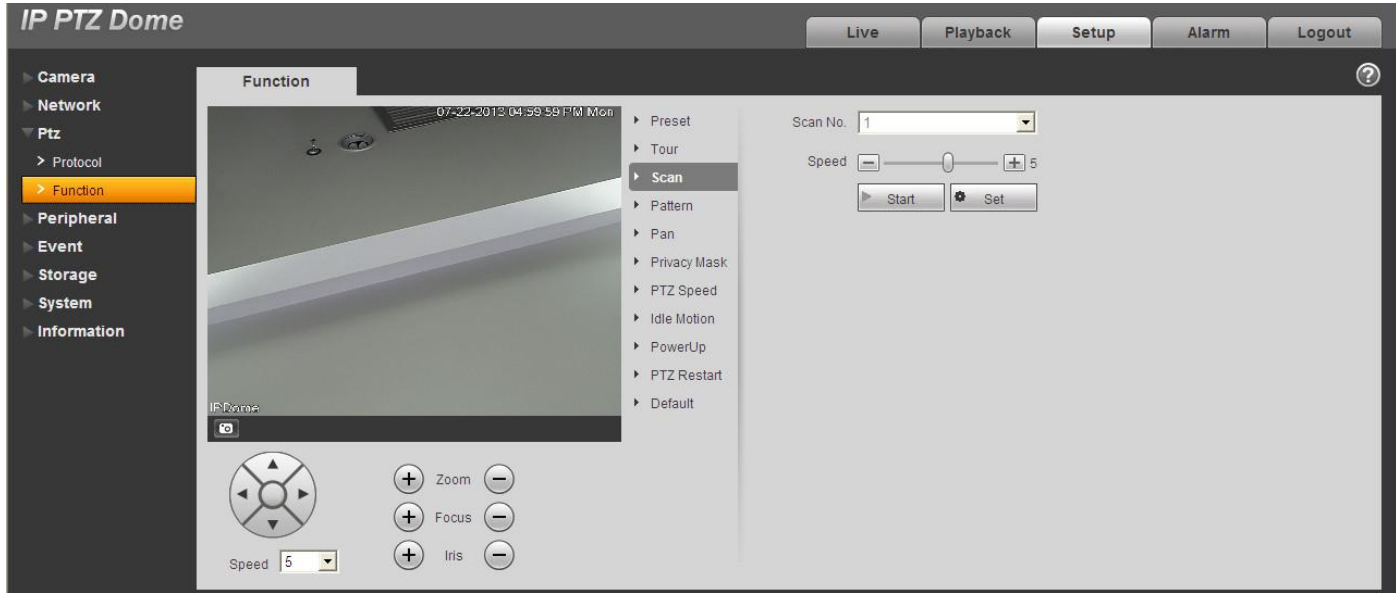 IP PTZ Dome
Live Playback Setup Alarm Logout
Camera
Network
Ptz
Protocol
Function
Peripheral
Event
Storage
System
Information
Function
07-22-2013 04:59:59 PM Mon
IPDome
Zoom
Focus
Iris
Speed 5
Preset
Tour
Scan
Pattern
Pan
Privacy Mask
PTZ Speed
Idle Motion
PowerUp
PTZ Restart
Default
Scan No. 1
Speed 5
Start Set